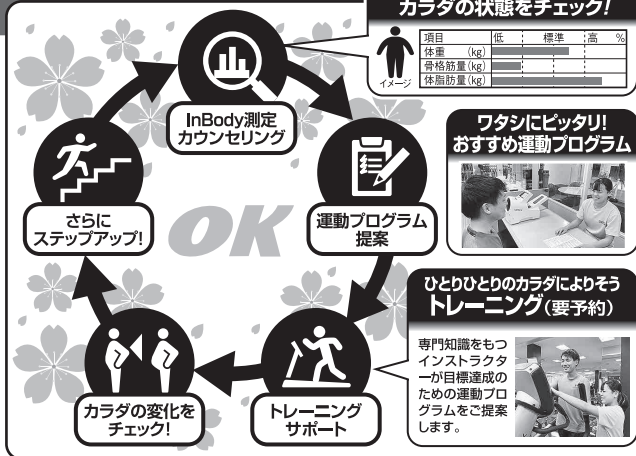 カラダの状態をチェック!
項目 低 標準 高 %
体重 (kg)
骨格筋量(kg)
体脂肪量(kg)
イメージ
InBody測定
カウンセリング
ワタシにピッタリ!
おすすめ運動プログラム
さらに
ステップアップ!
OK
運動プログラム
提案
ひとりひとりのカラダによりそう
トレーニング(要予約)
専門知識をもつ
インストラクタ
ーが目標達成の
ための運動プロ
グラムをご提案
します。
カラダの変化を
チェック!
トレーニング
サポート